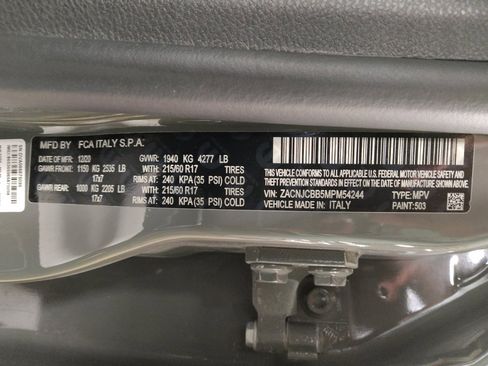 MFD BY FCA ITALY S.P.A.
DATE OF MFD: 12/20 GVWR: 1940 KG 4277 LB
GAWR FRONT: 1150 KG 2535 LB WITH: 215/60 R17 TIRES
17x7 RIMS AT: 240 KPA(35 PSI) COLD
GAWR REAR: 1000 KG 2205 LB WITH: 215/60 R17 TIRES
17x7 RIMS AT: 240 KPA(35 PSI) COLD
THIS VEHICLE CONFORMS TO ALL APPLICABLE
U.S.A. FEDERAL MOTOR VEHICLE SAFETY,
BUMPER, AND THEFT PREVENTION STANDARDS
IN EFFECT ON THE DATE OF MANUFACTURE
SHOWN ABOVE.
VIN: ZACNJCBB5MPM54244 TYPE: MPV
VEHICLE MADE IN: ITALY PAINT: 503